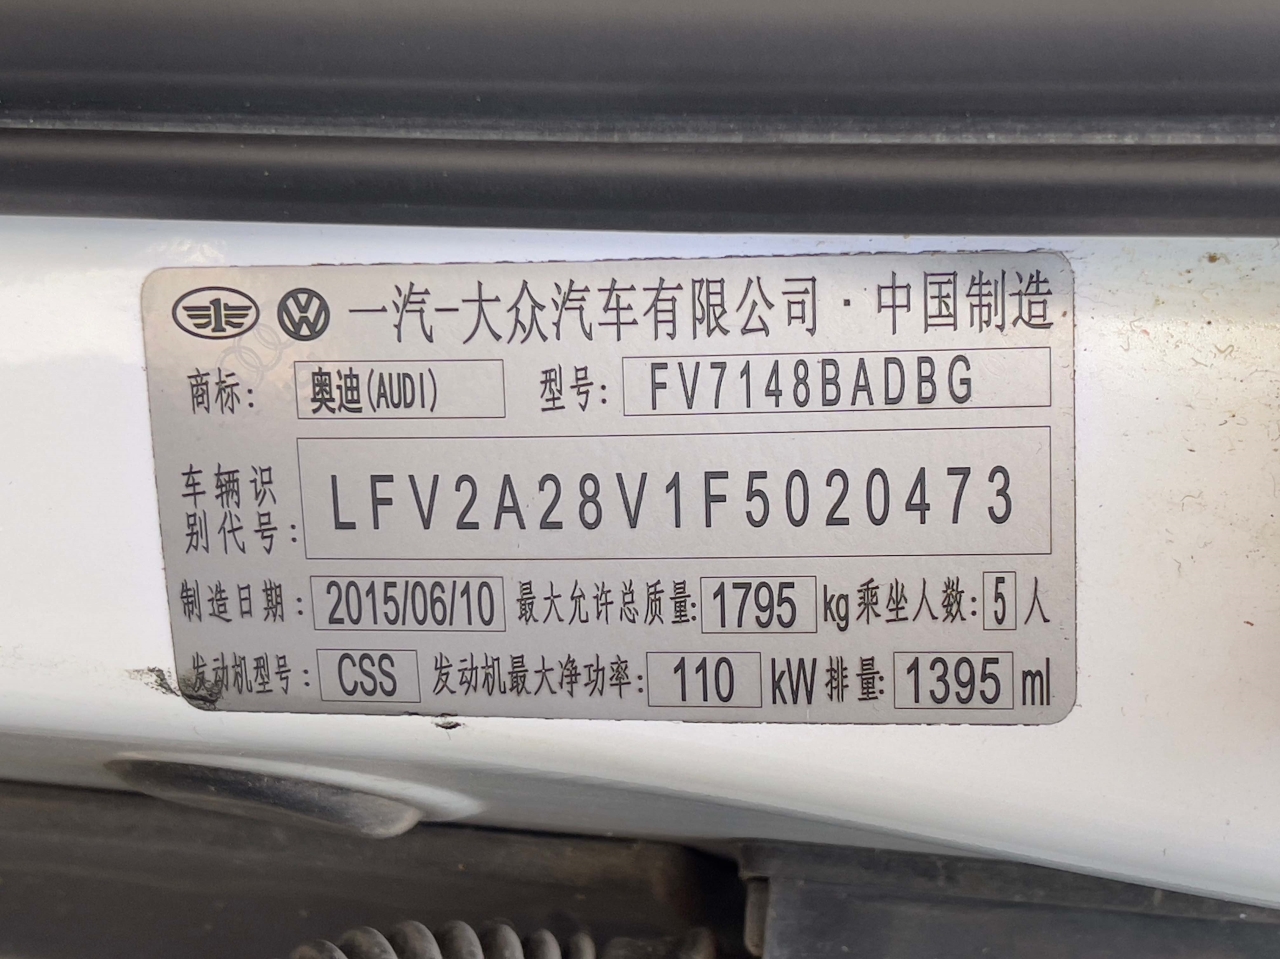 一汽-大众汽车有限公司·中国制造
商标: 奥迪(AUDI) 型号: FV7148BADBG
车辆识别代号: LFV2A28V1F5020473
制造日期: 2015/06/10 最大允许总质量: 1795 kg 乘坐人数: 5 人
发动机型号: CSS 发动机最大净功率: 110 kW 排量: 1395 ml